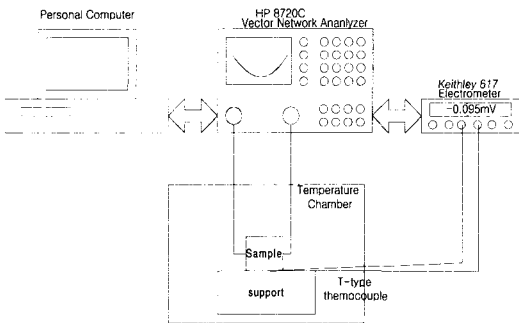 Personal Computer
HP 8720C
Vector Network Ananlyzer
Keithley 617
Electrometer
-0.095mV
Temperature
Chamber
Sample
support
T-type
themocouple